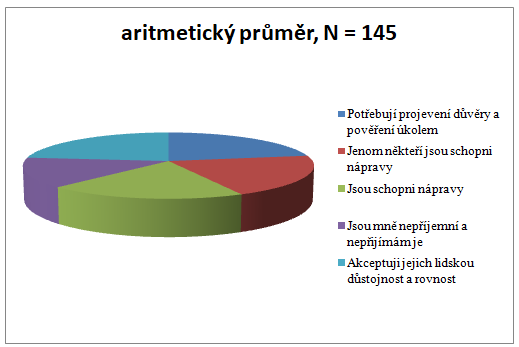 aritmetický průměr, N = 145
Potřebují projevení důvěry a
pověření úkolem
Jenom někteří jsou schopni
nápravy
Jsou schopni nápravy
Jsou mně nepříjemní a
nepřijímám je
Akceptuji jejich lidskou
důstojnost a rovnost